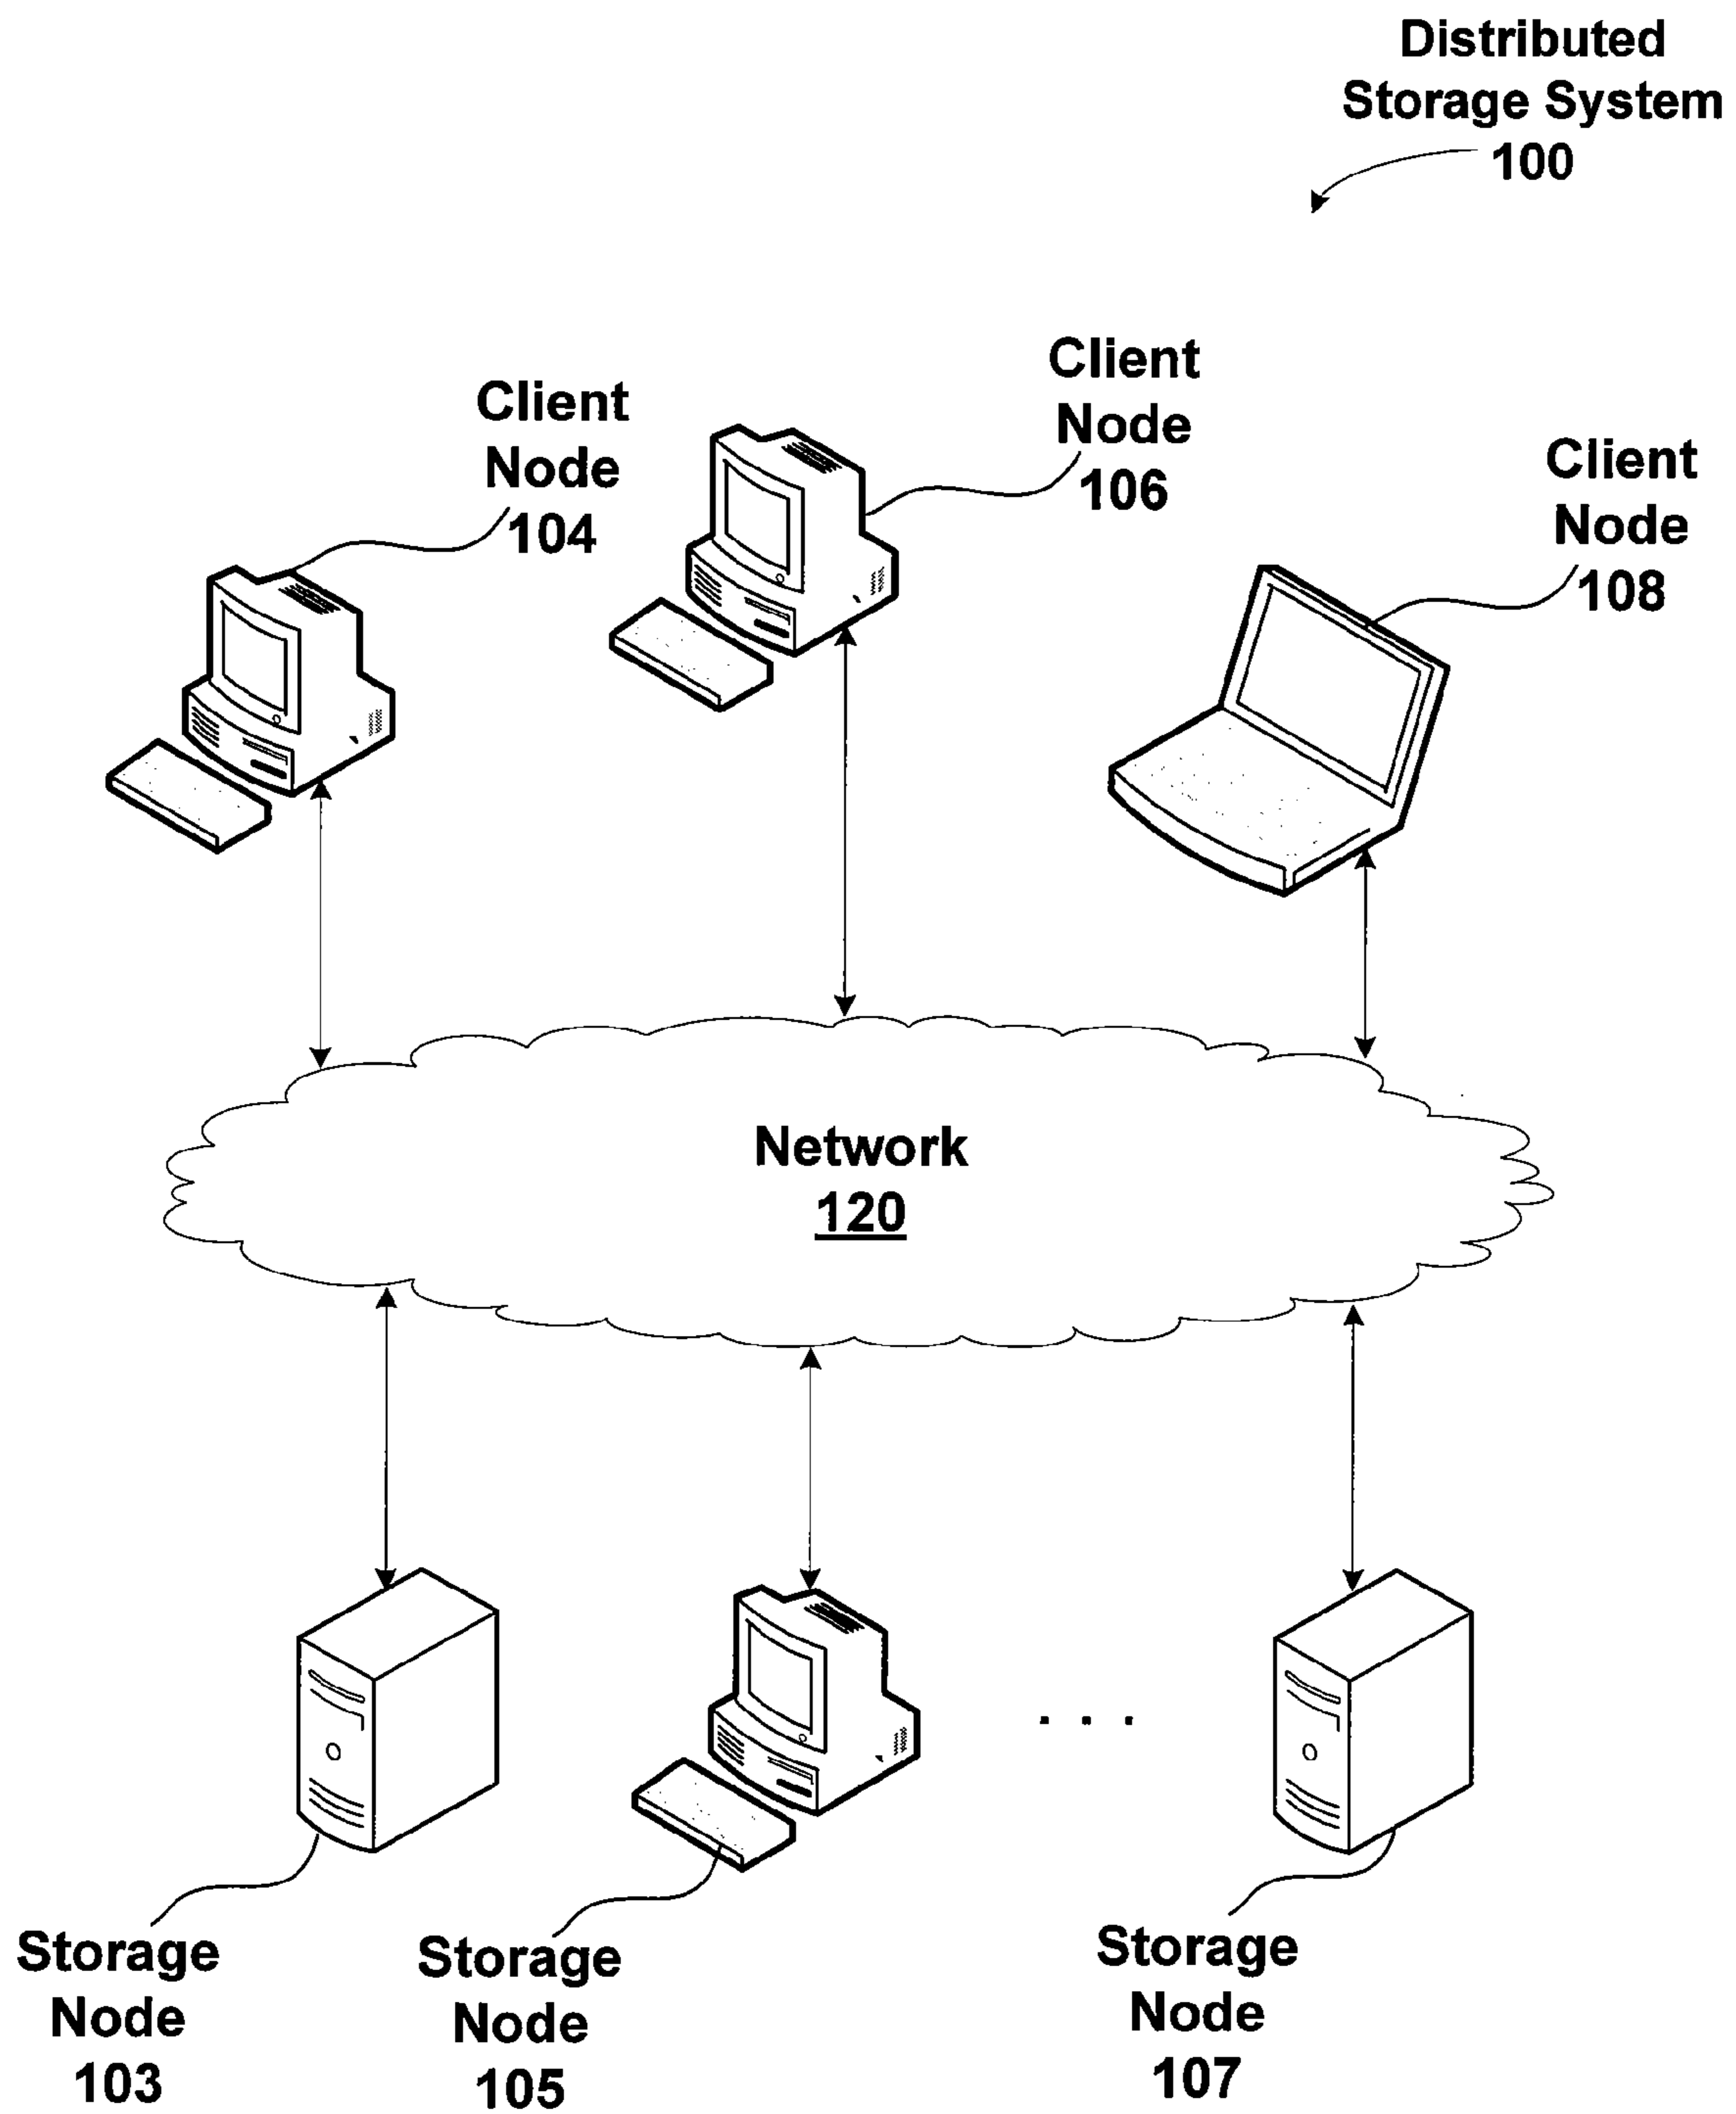 Distributed
Storage System
100
Client
Node
104
Client
Node
106
Client
Node
108
Network
120
Storage
Node
103
Storage
Node
105
. . .
Storage
Node
107